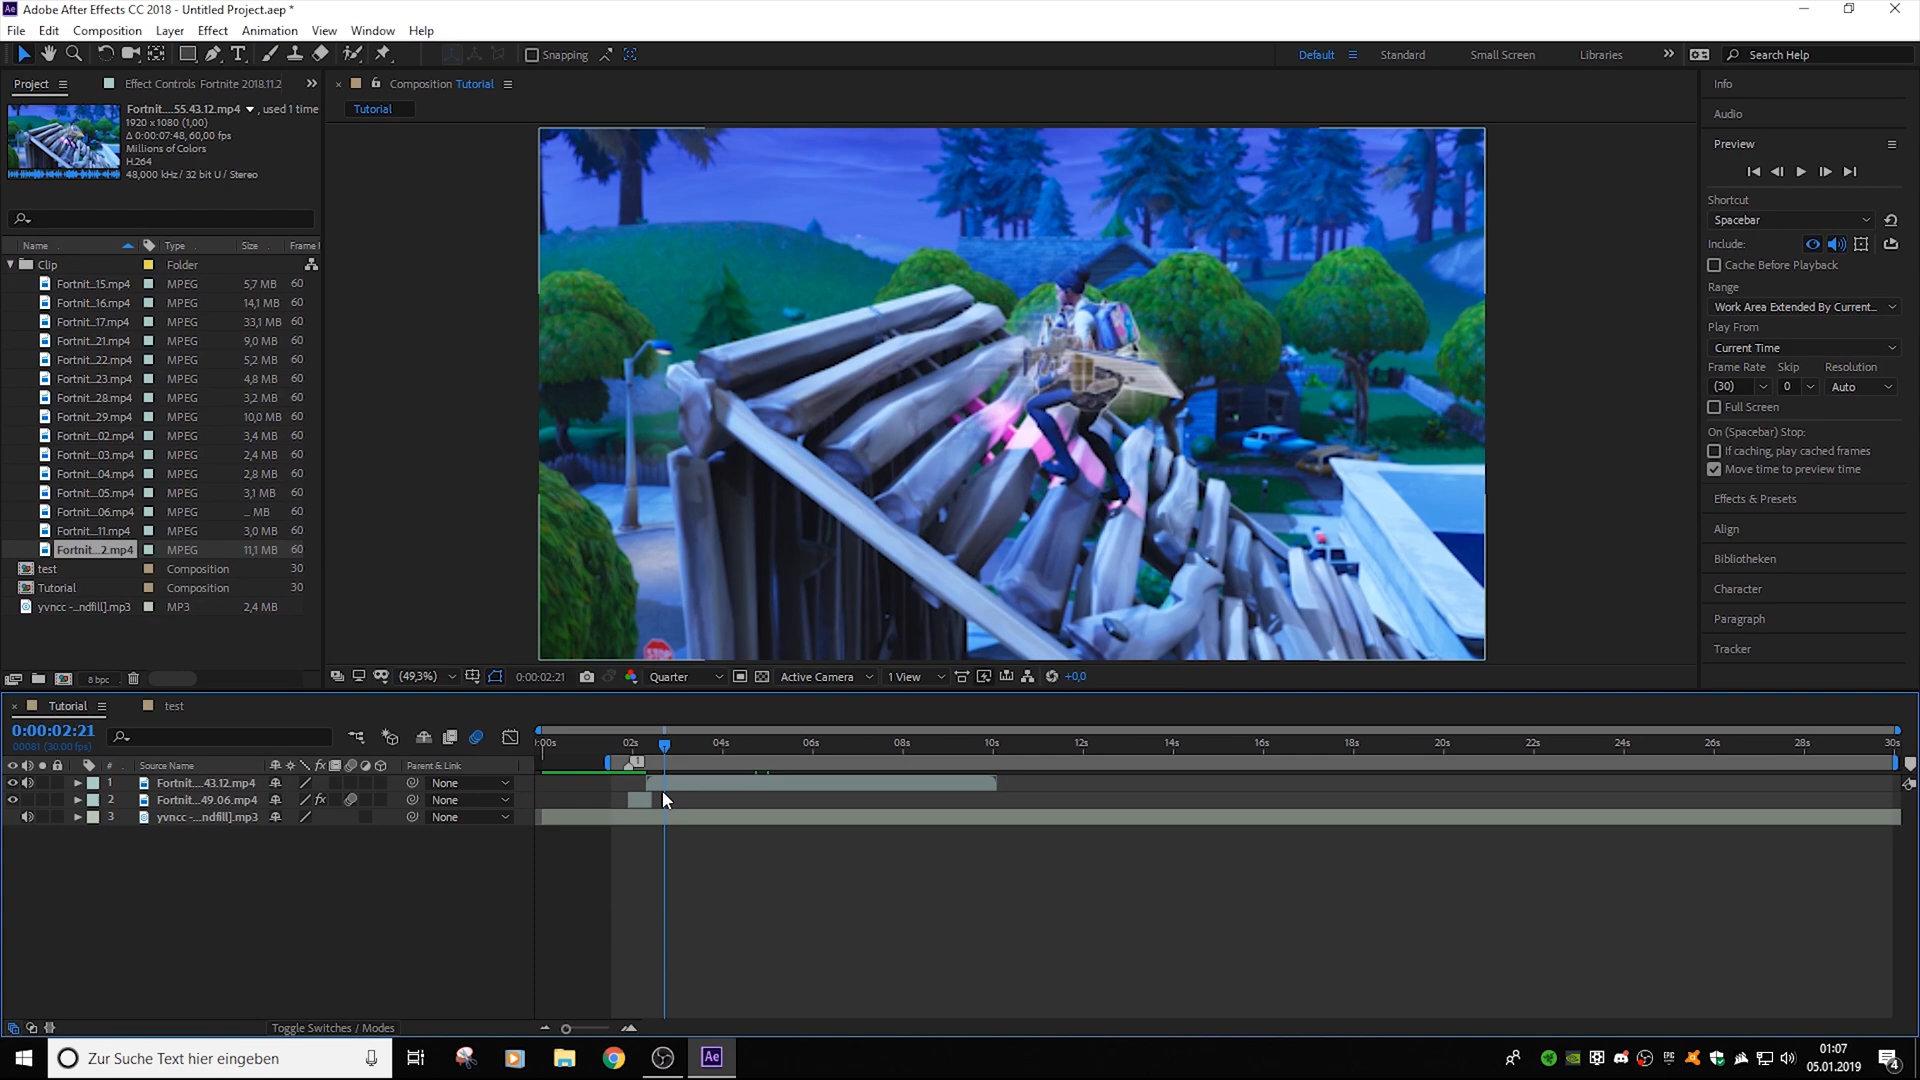 Adobe After Effects CC 2018 - Untitled Project.aep *
File Edit Composition Layer Effect Animation View Window Help
Snapping
Default Standard Small Screen Libraries Search Help
Project Effect Controls Fortnite 2018.11.2
Composition Tutorial
Tutorial
Fortnit....55.43.12.mp4 , used 1 time
1920 x 1080 (1,00)
Δ 0:00:07:48, 60,00 fps
Millions of Colors
H.264
48,000 kHz / 32 bit U / Stereo
Name Type Size Frame
Clip Folder
Fortnit...15.mp4 MPEG 5,7 MB 60
Fortnit...16.mp4 MPEG 14,1 MB 60
Fortnit...17.mp4 MPEG 33,1 MB 60
Fortnit...21.mp4 MPEG 9,0 MB 60
Fortnit...22.mp4 MPEG 5,2 MB 60
Fortnit...23.mp4 MPEG 4,8 MB 60
Fortnit...28.mp4 MPEG 3,2 MB 60
Fortnit...29.mp4 MPEG 10,0 MB 60
Fortnit...02.mp4 MPEG 3,4 MB 60
Fortnit...03.mp4 MPEG 2,4 MB 60
Fortnit...04.mp4 MPEG 2,8 MB 60
Fortnit...05.mp4 MPEG 3,1 MB 60
Fortnit...06.mp4 MPEG ... MB 60
Fortnit...11.mp4 MPEG 3,0 MB 60
Fortnit...2.mp4 MPEG 11,1 MB 60
test Composition 30
Tutorial Composition 30
yvncc -...ndfill].mp3 MP3 2,4 MB
8 bpc
STOP
(49,3%) 0:00:02:21 Quarter Active Camera 1 View +0,0
Info
Audio
Preview
Shortcut
Spacebar
Include:
Cache Before Playback
Range
Work Area Extended By Current...
Play From
Current Time
Frame Rate Skip Resolution
(30) 0 Auto
Full Screen
On (Spacebar) Stop:
If caching, play cached frames
Move time to preview time
Effects & Presets
Align
Bibliotheken
Character
Paragraph
Tracker
Tutorial test
0:00:02:21
00081 (30.00 fps)
:00s 02s 04s 06s 08s 10s 12s 14s 16s 18s 20s 22s 24s 26s 28s 30s
1
# Source Name fx Parent & Link
1 Fortnit....43.12.mp4 None
2 Fortnit....49.06.mp4 fx None
3 yvncc -...ndfill].mp3 None
Toggle Switches / Modes
Zur Suche Text hier eingeben
Ae
01:07
05.01.2019
4